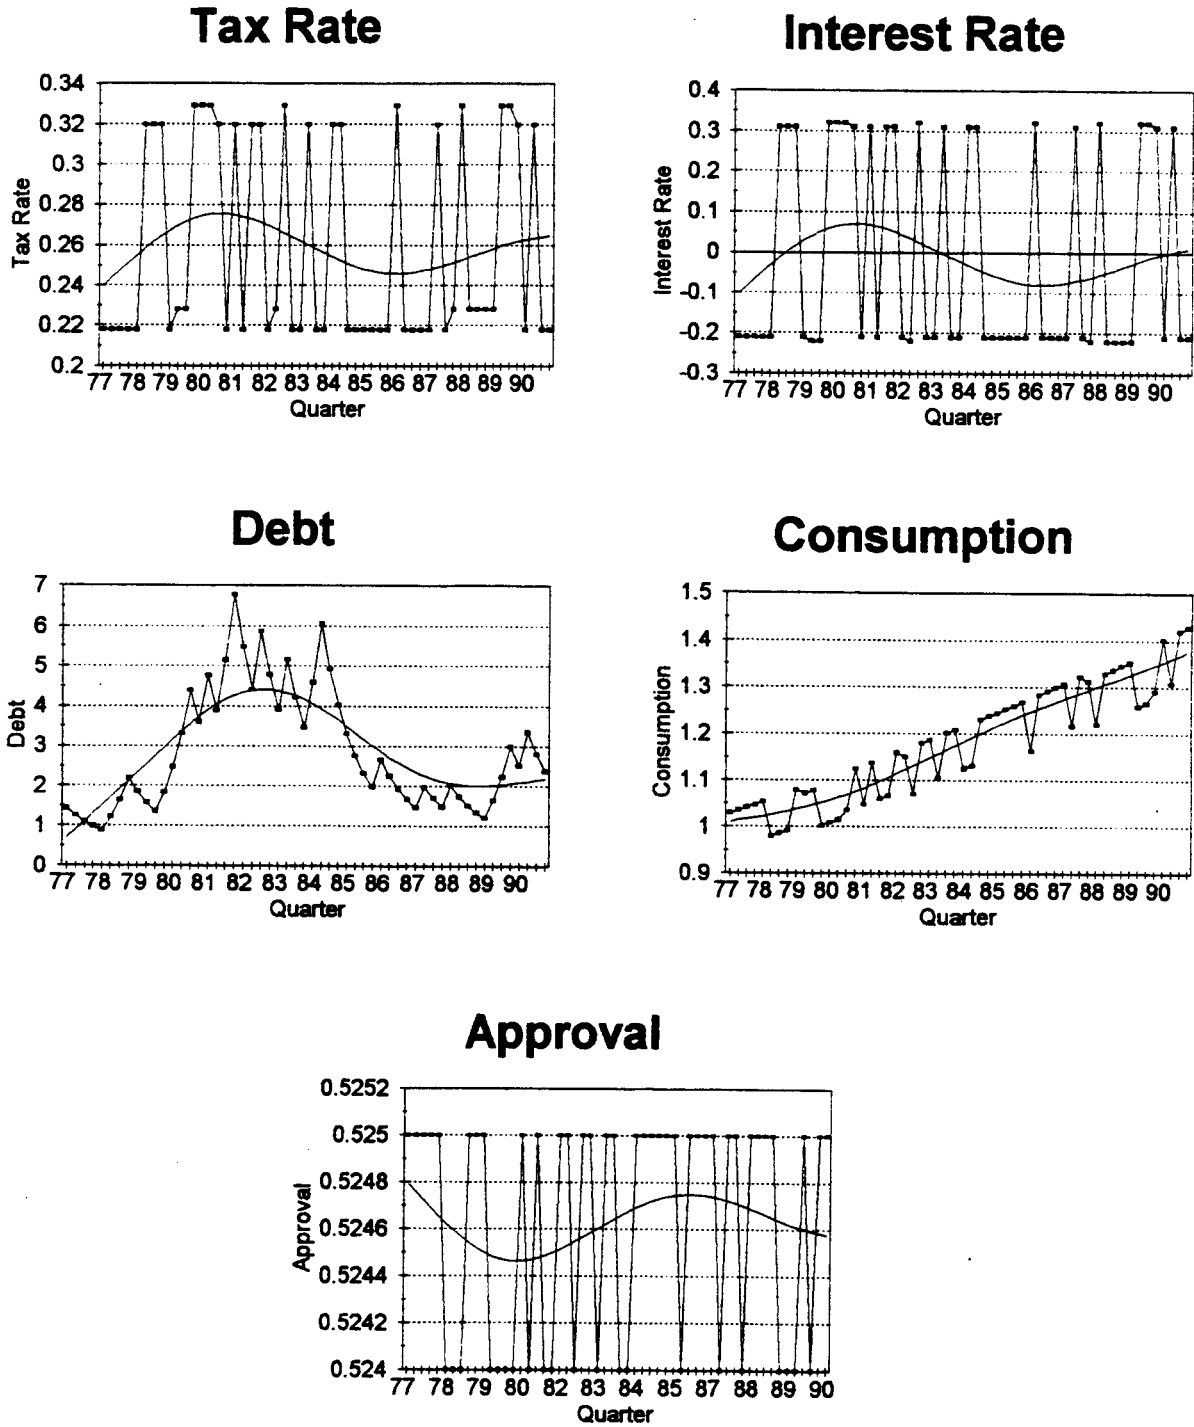 Tax Rate
0.34
0.32
0.3
0.28
0.26
0.24
0.22
0.2
Tax Rate
77 78 79 80 81 82 83 84 86 87 88 89 90
Quarter
Interest Rate
0.4
0.3
0.2
0.1
0
-0.1
-0.2
-0.3
Interest Rate
77 78 79 80 81 82 83 84 86 87 88 89 90
Quarter
Debt
7
6
5
4
3
2
1
0
Debt
77 78 79 80 81 82 84 85 86 87 88 89 90
Quarter
Consumption
1.5
1.4
1.3
1.2
1.1
1
0.9
Consumption
77 78 79 80 81 82 83 84 85 86 87 88 89 90
Quarter
Approval
0.5252
0.525
0.5248
0.5246
0.5244
0.5242
0.524
Approval
77 78 79 80 82 83 84 85 87 88 89 90
Quarter